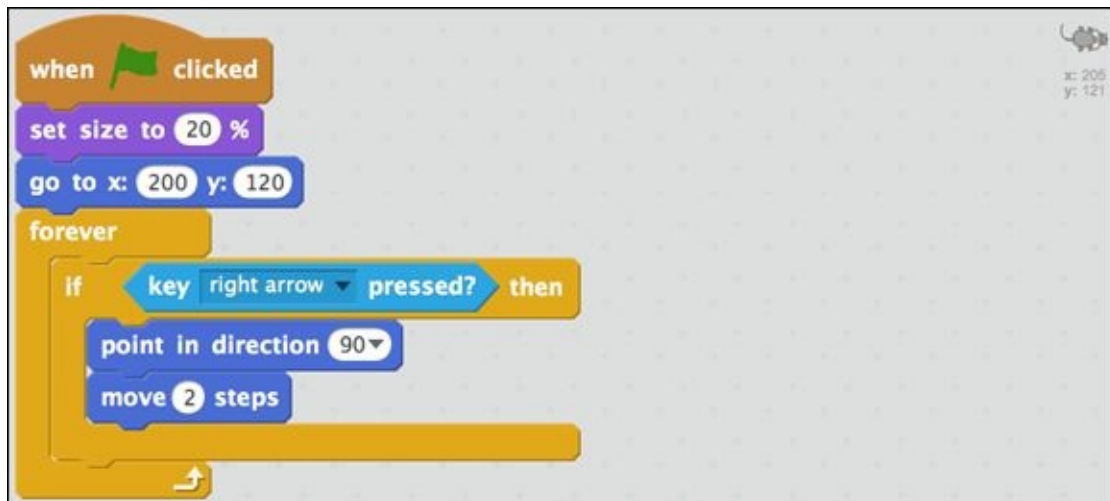 when clicked
set size to 20 %
go to x: 200 y: 120
forever
if key right arrow pressed? then
point in direction 90
move 2 steps
x: 205
y: 121